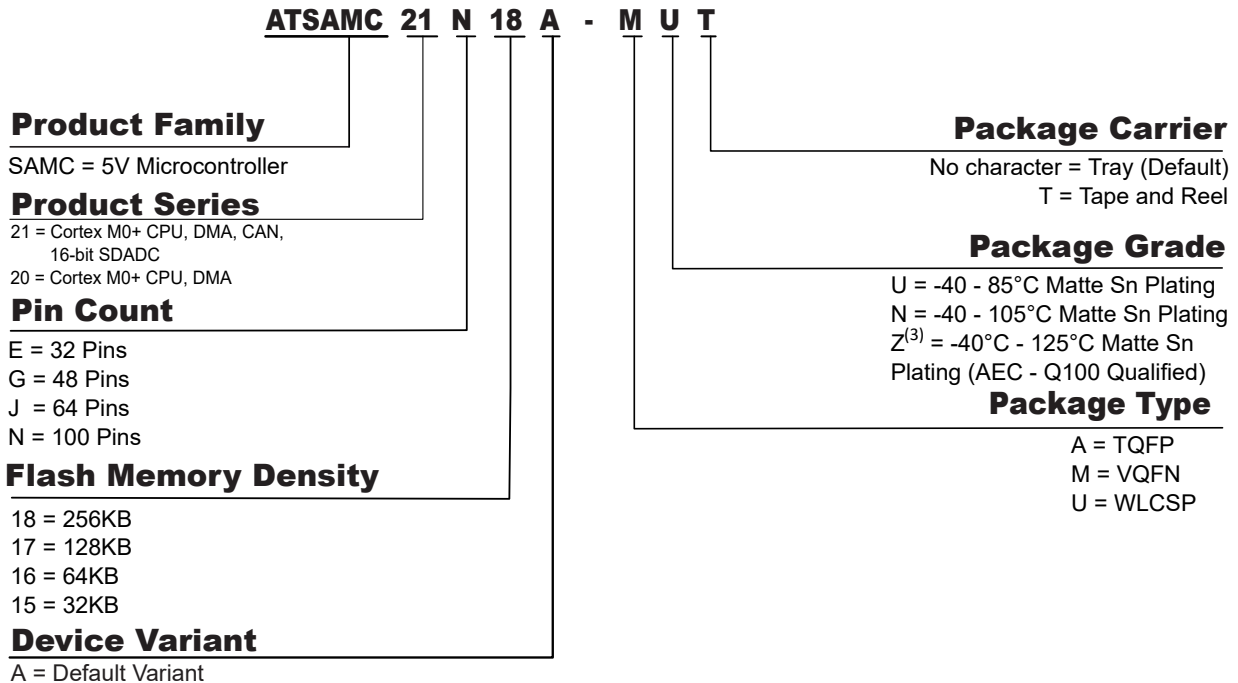 ATSAMC 21 N 18 A - M U T
Product Family
SAMC = 5V Microcontroller
Product Series
21 = Cortex M0+ CPU, DMA, CAN,
16-bit SDADC
20 = Cortex M0+ CPU, DMA
Pin Count
E = 32 Pins
G = 48 Pins
J = 64 Pins
N = 100 Pins
Flash Memory Density
18 = 256KB
17 = 128KB
16 = 64KB
15 = 32KB
Device Variant
A = Default Variant
Package Carrier
No character = Tray (Default)
T = Tape and Reel
Package Grade
U = -40 - 85°C Matte Sn Plating
N = -40 - 105°C Matte Sn Plating
Z(3) = -40°C - 125°C Matte Sn
Plating (AEC - Q100 Qualified)
Package Type
A = TQFP
M = VQFN
U = WLCSP